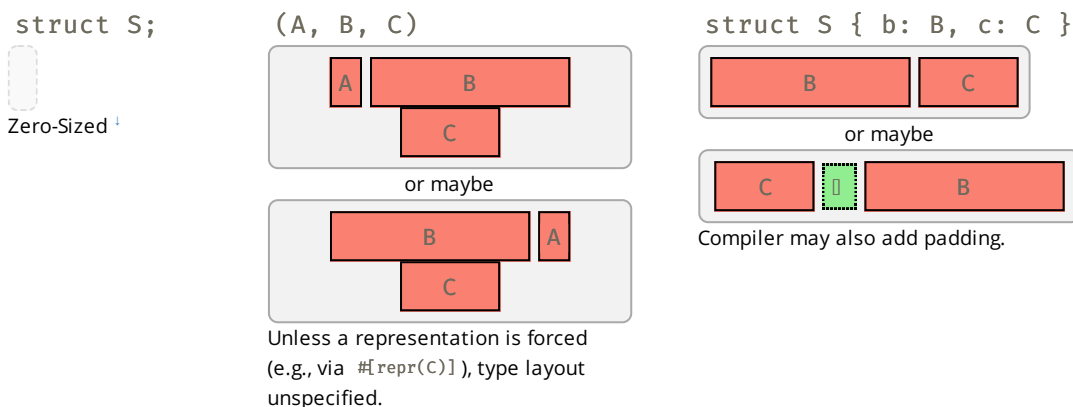 struct S;
Zero-Sized ↓
(A, B, C)
A B
C
or maybe
B A
C
Unless a representation is forced
(e.g., via #[repr(C)] ), type layout
unspecified.
struct S { b: B, c: C }
B C
or maybe
C B
Compiler may also add padding.